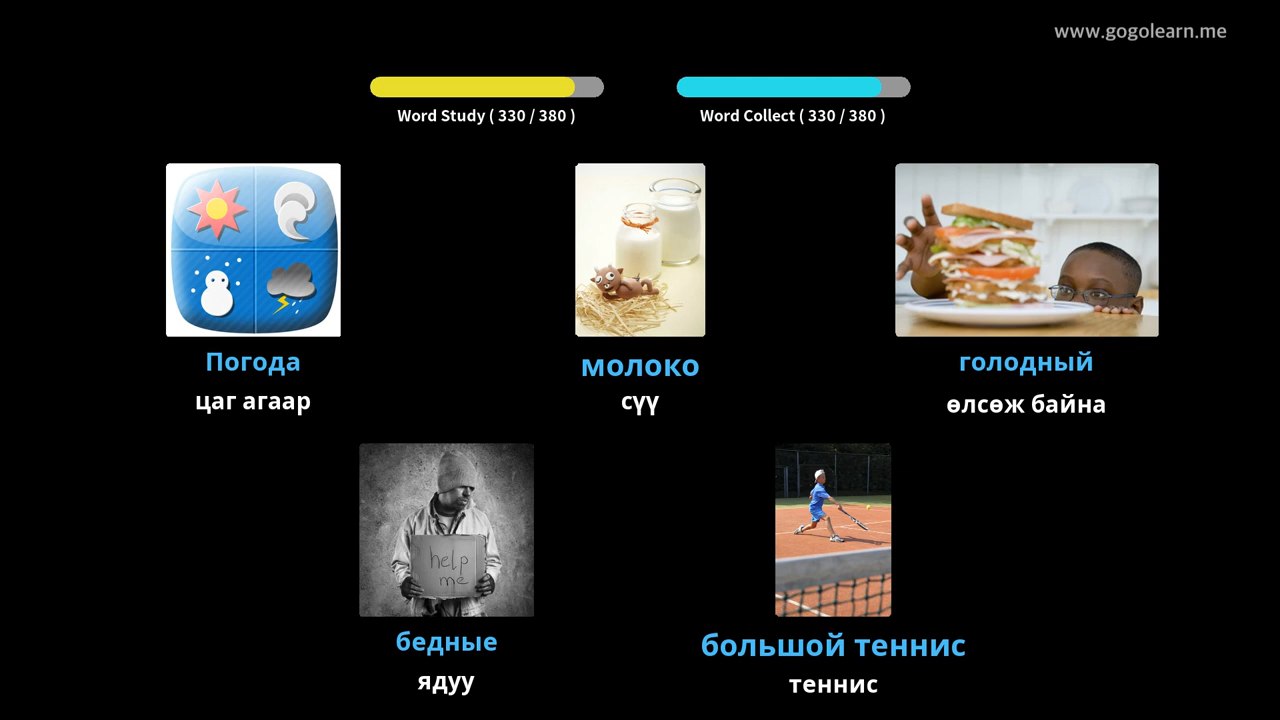 www.gogolearn.me
Word Study ( 330 / 380 )
Word Collect ( 330 / 380 )
Погода
цаг агаар
молоко
сүү
голодный
өлсөж байна
help
me
бедные
ядуу
большой теннис
теннис